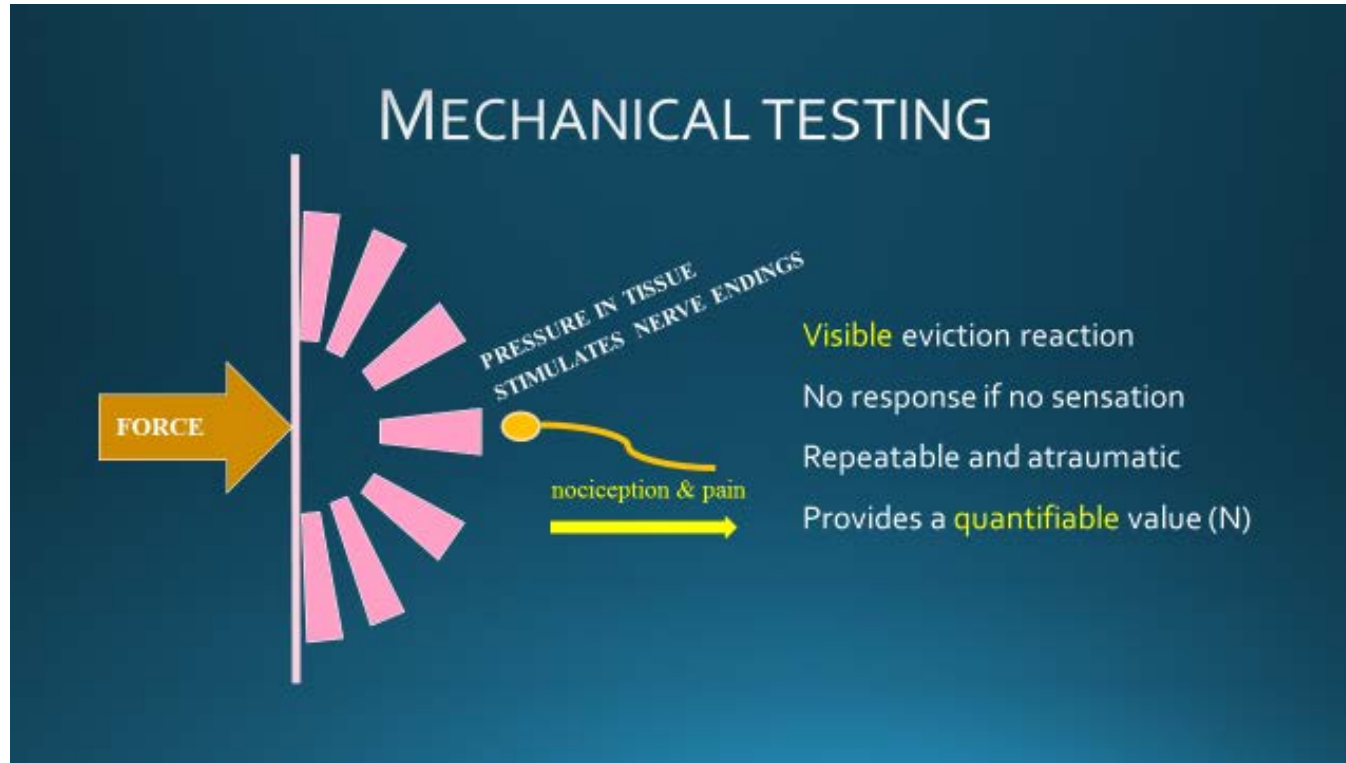 MECHANICAL TESTING
FORCE
PRESSURE IN TISSUE
STIMULATES NERVE ENDINGS
nociception & pain
Visible eviction reaction
No response if no sensation
Repeatable and atraumatic
Provides a quantifiable value (N)